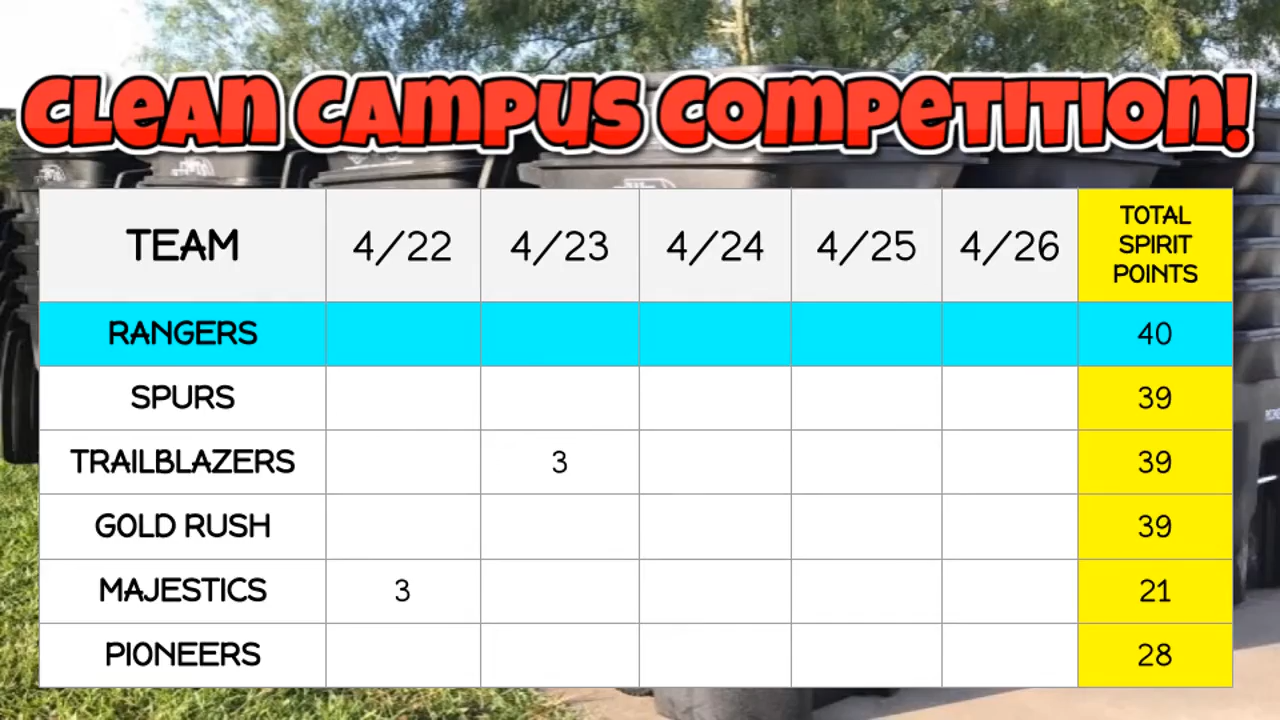 CLEAN CAMPUS COMPETITION!
TEAM 4/22 4/23 4/24 4/25 4/26 TOTAL SPIRIT POINTS
RANGERS 40
SPURS 39
TRAILBLAZERS 3 39
GOLD RUSH 39
MAJESTICS 3 21
PIONEERS 28